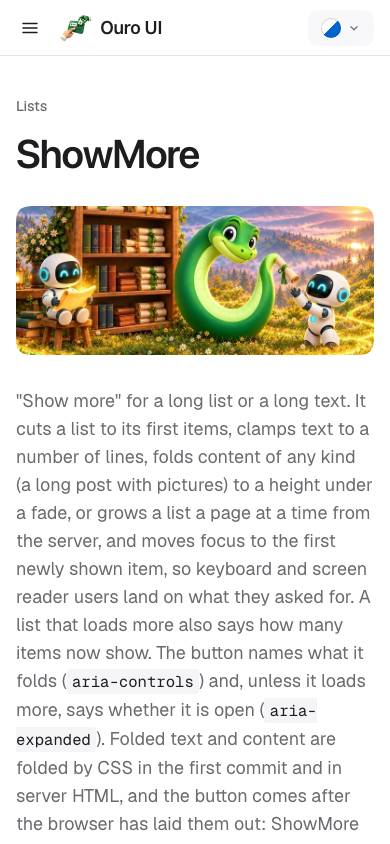 Ouro UI
Lists
ShowMore
"Show more" for a long list or a long text. It
cuts a list to its first items, clamps text to a
number of lines, folds content of any kind
(a long post with pictures) to a height under
a fade, or grows a list a page at a time from
the server, and moves focus to the first
newly shown item, so keyboard and screen
reader users land on what they asked for. A
list that loads more also says how many
items now show. The button names what it
folds ( aria-controls ) and, unless it loads
more, says whether it is open ( aria-
expanded ). Folded text and content are
folded by CSS in the first commit and in
server HTML, and the button comes after
the browser has laid them out: ShowMore